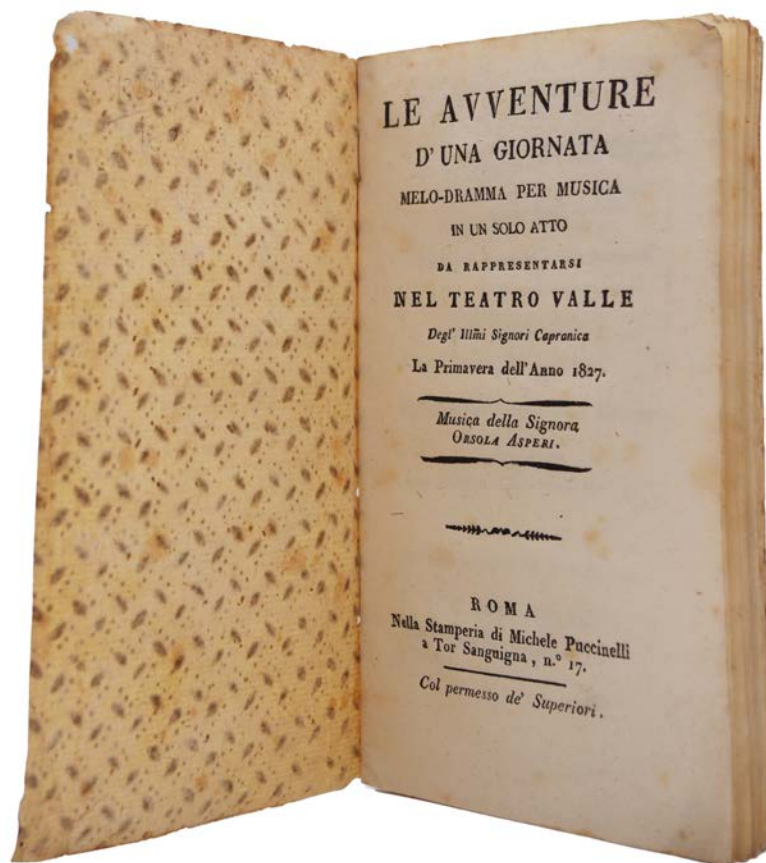 LE AVVENTURE
D' UNA GIORNATA
MELO-DRAMMA PER MUSICA
IN UN SOLO ATTO
DA RAPPRESENTARSI
NEL TEATRO VALLE
Degl' Illm̃i Signori Capranica
La Primavera dell'Anno 1827.
Musica della Signora
ORSOLA ASPERI.
ROMA
Nella Stamperia di Michele Puccinelli
a Tor Sanguigna, n.° 17.
Col permesso de' Superiori.